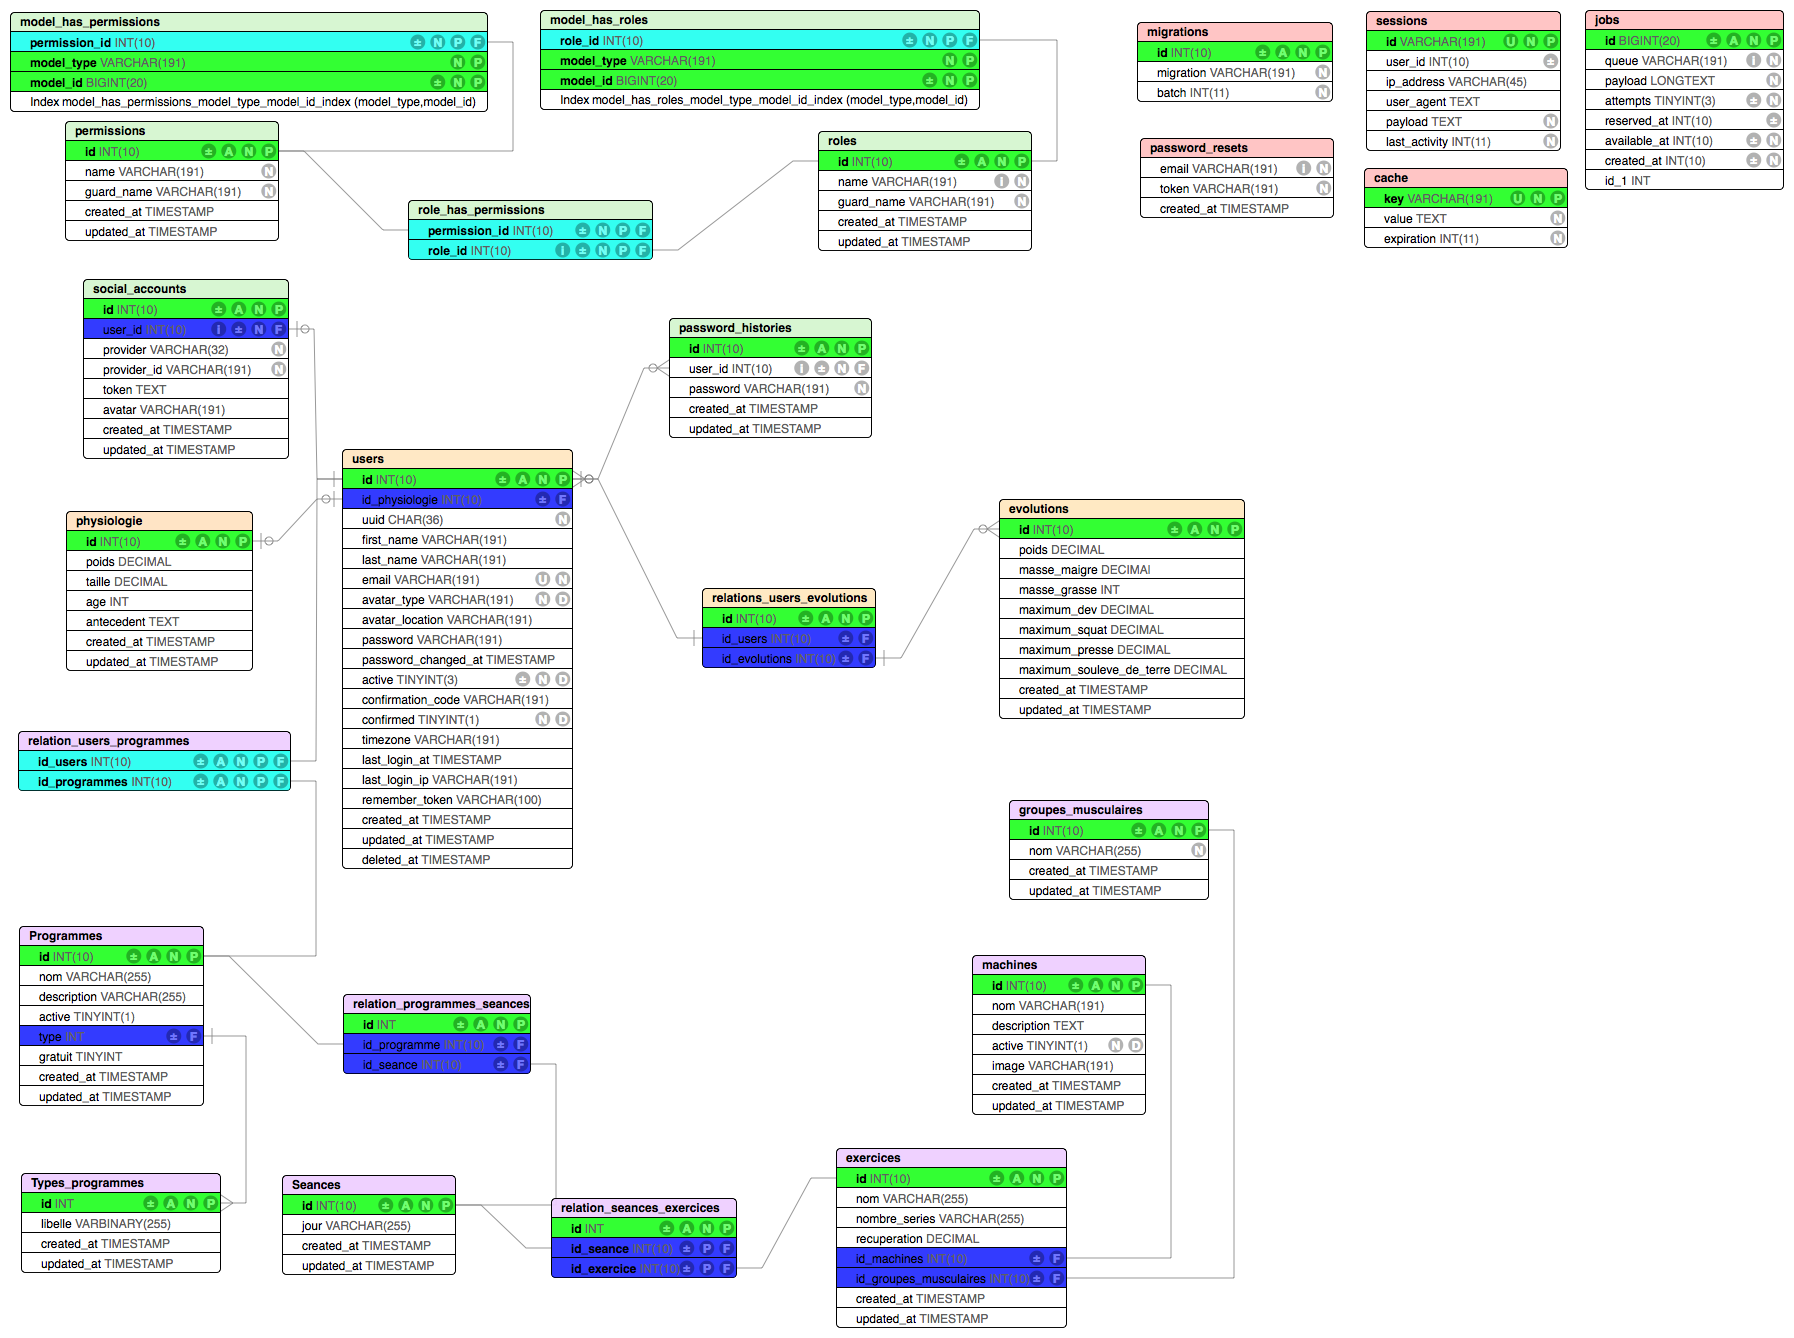 model_has_permissions
permission_id INT(10) ± N P F
model_type VARCHAR(191) N P
model_id BIGINT(20) ± N P
Index model_has_permissions_model_type_model_id_index (model_type,model_id)
model_has_roles
role_id INT(10) ± N P F
model_type VARCHAR(191) N P
model_id BIGINT(20) ± N P
Index model_has_roles_model_type_model_id_index (model_type,model_id)
migrations
id INT(10) ± A N P
migration VARCHAR(191) N
batch INT(11) N
sessions
id VARCHAR(191) U N P
user_id INT(10) ±
ip_address VARCHAR(45)
user_agent TEXT
payload TEXT N
last_activity INT(11) N
jobs
id BIGINT(20) ± A N P
queue VARCHAR(191) i N
payload LONGTEXT N
attempts TINYINT(3) ± N
reserved_at INT(10) ±
available_at INT(10) ± N
created_at INT(10) ± N
id_1 INT
permissions
id INT(10) ± A N P
name VARCHAR(191) N
guard_name VARCHAR(191) N
created_at TIMESTAMP
updated_at TIMESTAMP
role_has_permissions
permission_id INT(10) ± N P F
role_id INT(10) i ± N P F
roles
id INT(10) ± A N P
name VARCHAR(191) i N
guard_name VARCHAR(191) N
created_at TIMESTAMP
updated_at TIMESTAMP
password_resets
email VARCHAR(191) i N
token VARCHAR(191) N
created_at TIMESTAMP
cache
key VARCHAR(191) U N P
value TEXT N
expiration INT(11) N
social_accounts
id INT(10) ± A N P
user_id INT(10) i ± N F
provider VARCHAR(32) N
provider_id VARCHAR(191) N
token TEXT
avatar VARCHAR(191)
created_at TIMESTAMP
updated_at TIMESTAMP
password_histories
id INT(10) ± A N P
user_id INT(10) i ± N F
password VARCHAR(191) N
created_at TIMESTAMP
updated_at TIMESTAMP
users
id INT(10) ± A N P
id_physiologie INT(10) ± F
uuid CHAR(36) N
first_name VARCHAR(191)
last_name VARCHAR(191)
email VARCHAR(191) U N
avatar_type VARCHAR(191) N D
avatar_location VARCHAR(191)
password VARCHAR(191)
password_changed_at TIMESTAMP
active TINYINT(3) ± N D
confirmation_code VARCHAR(191)
confirmed TINYINT(1) N D
timezone VARCHAR(191)
last_login_at TIMESTAMP
last_login_ip VARCHAR(191)
remember_token VARCHAR(100)
created_at TIMESTAMP
updated_at TIMESTAMP
deleted_at TIMESTAMP
physiologie
id INT(10) ± A N P
poids DECIMAL
taille DECIMAL
age INT
antecedent TEXT
created_at TIMESTAMP
updated_at TIMESTAMP
relations_users_evolutions
id INT(10) ± A N P
id_users INT(10) ± F
id_evolutions INT(10) ± F
evolutions
id INT(10) ± A N P
poids DECIMAL
masse_maigre DECIMAL
masse_grasse INT
maximum_dev DECIMAL
maximum_squat DECIMAL
maximum_presse DECIMAL
maximum_souleve_de_terre DECIMAL
created_at TIMESTAMP
updated_at TIMESTAMP
relation_users_programmes
id_users INT(10) ± A N P F
id_programmes INT(10) ± A N P F
groupes_musculaires
id INT(10) ± A N P
nom VARCHAR(255) N
created_at TIMESTAMP
updated_at TIMESTAMP
Programmes
id INT(10) ± A N P
nom VARCHAR(255)
description VARCHAR(255)
active TINYINT(1)
type INT ± F
gratuit TINYINT
created_at TIMESTAMP
updated_at TIMESTAMP
relation_programmes_seances
id INT ± A N P
id_programme INT(10) ± F
id_seance INT(10) ± F
machines
id INT(10) ± A N P
nom VARCHAR(191)
description TEXT
active TINYINT(1) N D
image VARCHAR(191)
created_at TIMESTAMP
updated_at TIMESTAMP
Types_programmes
id INT ± A N P
libelle VARBINARY(255)
created_at TIMESTAMP
updated_at TIMESTAMP
Seances
id INT(10) ± A N P
jour VARCHAR(255)
created_at TIMESTAMP
updated_at TIMESTAMP
relation_seances_exercices
id INT ± A N P
id_seance INT(10) ± P F
id_exercice INT(10) ± P F
exercices
id INT(10) ± A N P
nom VARCHAR(255)
nombre_series VARCHAR(255)
recuperation DECIMAL
id_machines INT(10) ± F
id_groupes_musculaires INT(10) ± F
created_at TIMESTAMP
updated_at TIMESTAMP